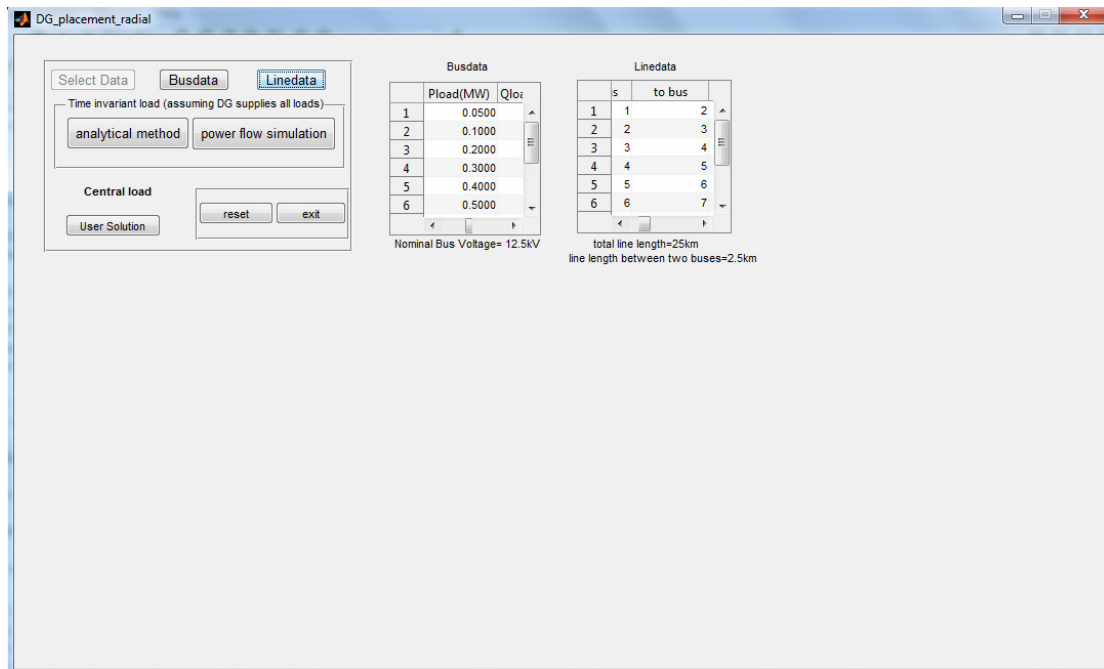 DG_placement_radial
Select Data Busdata Linedata
Time invariant load (assuming DG supplies all loads)
analytical method power flow simulation
Central load
User Solution
reset exit
Busdata
Pload(MW) Qloa
1 0.0500
2 0.1000
3 0.2000
4 0.3000
5 0.4000
6 0.5000
Nominal Bus Voltage= 12.5kV
Linedata
s to bus
1 1 2
2 2 3
3 3 4
4 4 5
5 5 6
6 6 7
total line length=25km
line length between two buses=2.5km